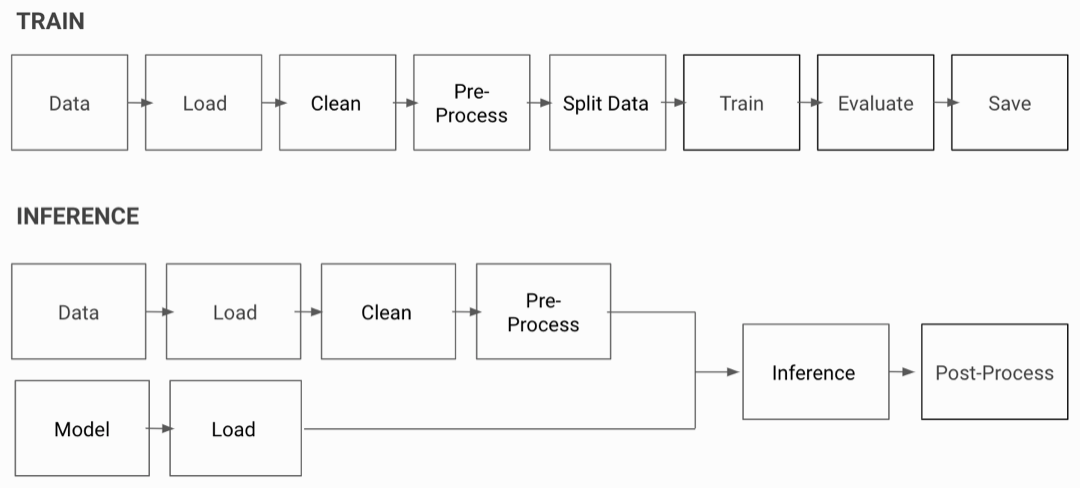 TRAIN
Data
Load
Clean
Pre-
Process
Split Data
Train
Evaluate
Save
INFERENCE
Data
Load
Clean
Pre-
Process
Model
Load
Inference
Post-Process